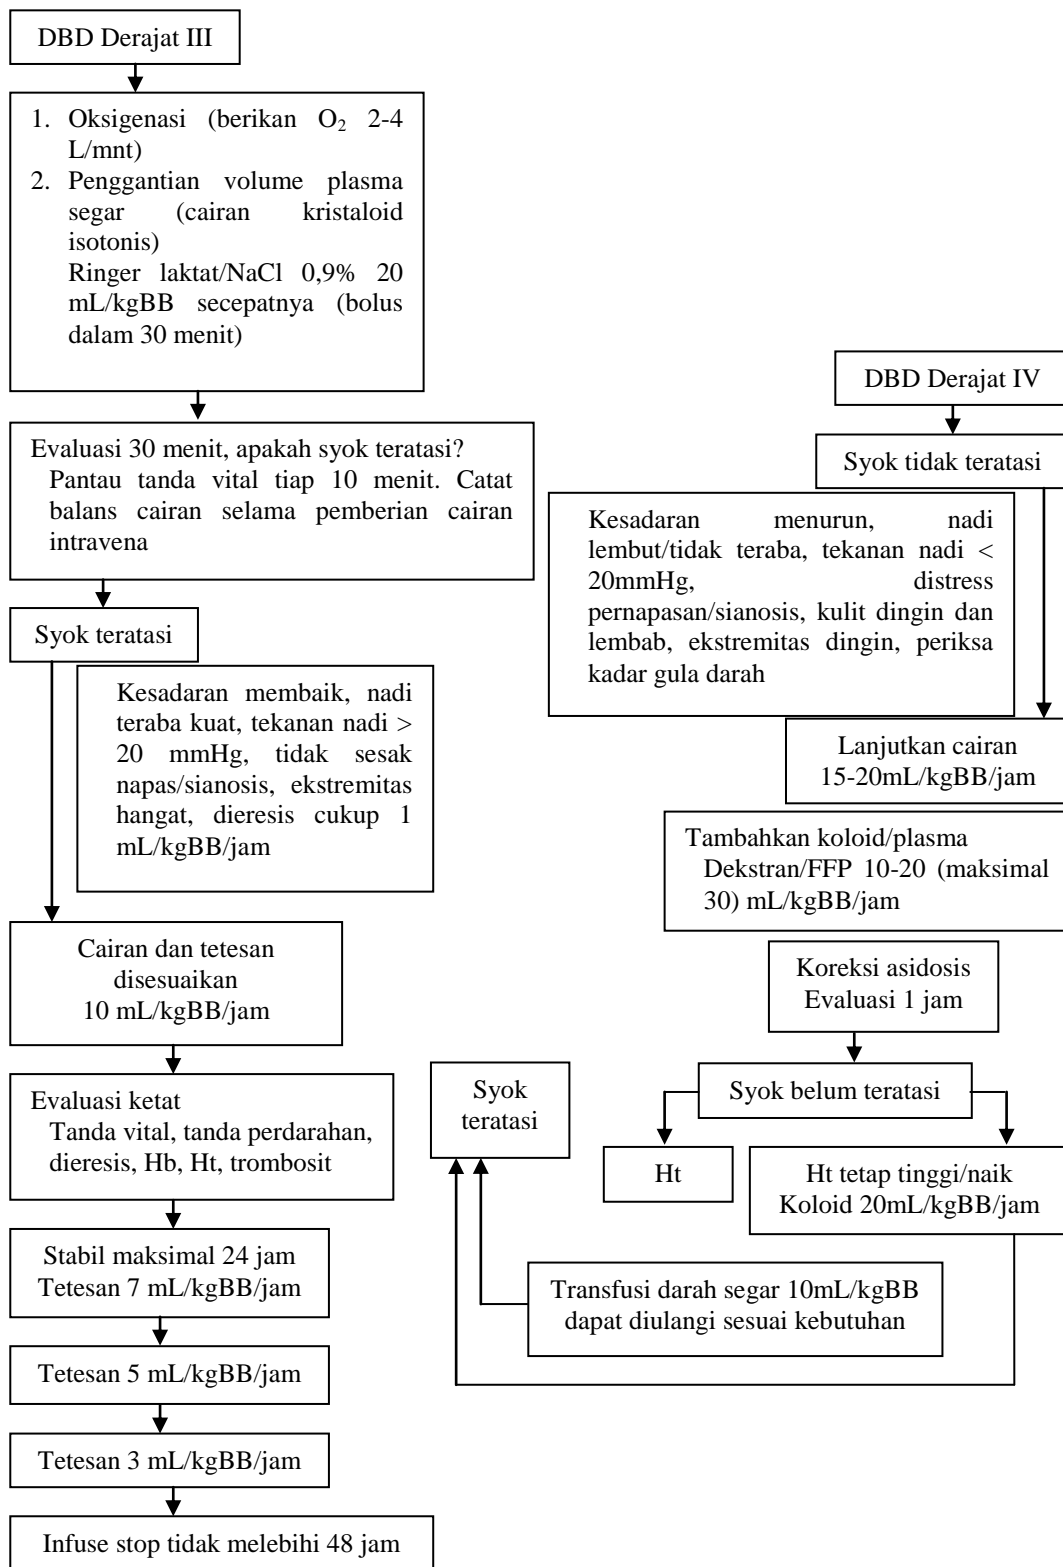 DBD Derajat III
1. Oksigenasi (berikan O₂ 2-4
L/mnt)
2. Penggantian volume plasma
segar (cairan kristaloid
isotonis)
Ringer laktat/NaCl 0,9% 20
mL/kgBB secepatnya (bolus
dalam 30 menit)
Evaluasi 30 menit, apakah syok teratasi?
Pantau tanda vital tiap 10 menit. Catat
balans cairan selama pemberian cairan
intravena
Syok teratasi
Kesadaran membaik, nadi
teraba kuat, tekanan nadi >
20 mmHg, tidak sesak
napas/sianosis, ekstremitas
hangat, dieresis cukup 1
mL/kgBB/jam
Cairan dan tetesan
disesuaikan
10 mL/kgBB/jam
Evaluasi ketat
Tanda vital, tanda perdarahan,
dieresis, Hb, Ht, trombosit
Stabil maksimal 24 jam
Tetesan 7 mL/kgBB/jam
Tetesan 5 mL/kgBB/jam
Tetesan 3 mL/kgBB/jam
Infuse stop tidak melebihi 48 jam
DBD Derajat IV
Syok tidak teratasi
Kesadaran menurun, nadi
lembut/tidak teraba, tekanan nadi <
20mmHg, distress
pernapasan/sianosis, kulit dingin dan
lembab, ekstremitas dingin, periksa
kadar gula darah
Lanjutkan cairan
15-20mL/kgBB/jam
Tambahkan koloid/plasma
Dekstran/FFP 10-20 (maksimal
30) mL/kgBB/jam
Koreksi asidosis
Evaluasi 1 jam
Syok belum teratasi
Syok
teratasi
Ht
Ht tetap tinggi/naik
Koloid 20mL/kgBB/jam
Transfusi darah segar 10mL/kgBB
dapat diulangi sesuai kebutuhan